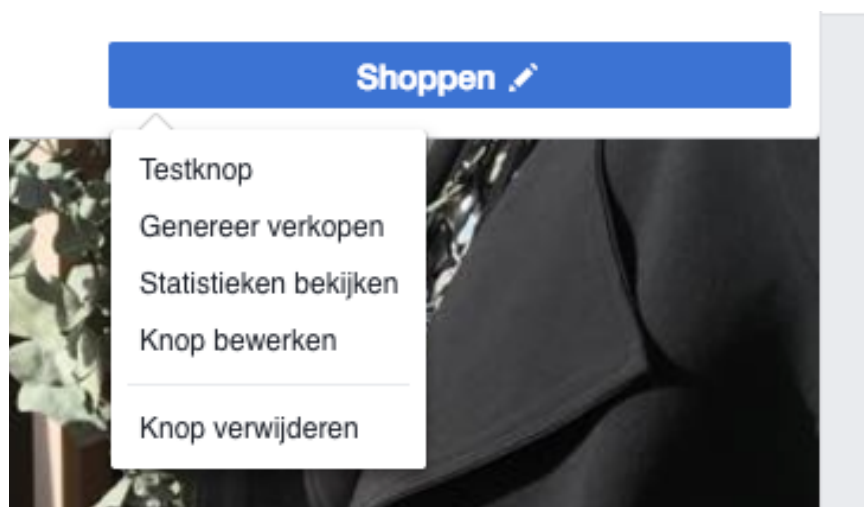 Shoppen
Testknop
Genereer verkopen
Statistieken bekijken
Knop bewerken
Knop verwijderen